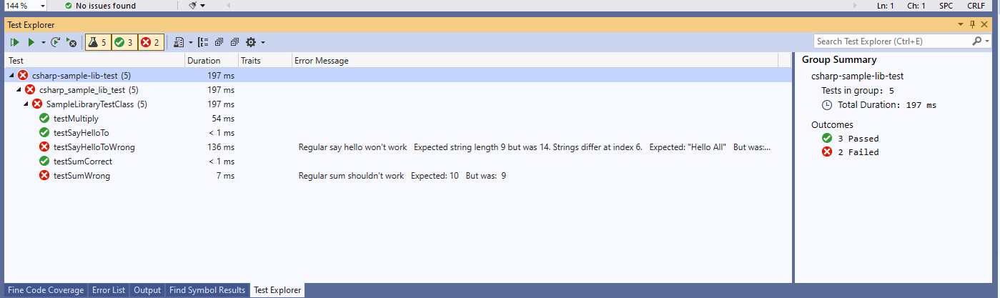 144 % No issues found Ln: 1 Ch: 1 SPC CRLF
Test Explorer
5 3 2 Search Test Explorer (Ctrl+E)
Test Duration Traits Error Message
csharp-sample-lib-test (5) 197 ms
csharp_sample_lib_test (5) 197 ms
SampleLibraryTestClass (5) 197 ms
testMultiply 54 ms
testSayHelloTo < 1 ms
testSayHelloToWrong 136 ms Regular say hello won't work Expected string length 9 but was 14. Strings differ at index 6. Expected: "Hello All" But was:...
testSumCorrect < 1 ms
testSumWrong 7 ms Regular sum shouldn't work Expected: 10 But was: 9
Group Summary
csharp-sample-lib-test
Tests in group: 5
Total Duration: 197 ms
Outcomes
3 Passed
2 Failed
Fine Code Coverage Error List Output Find Symbol Results Test Explorer